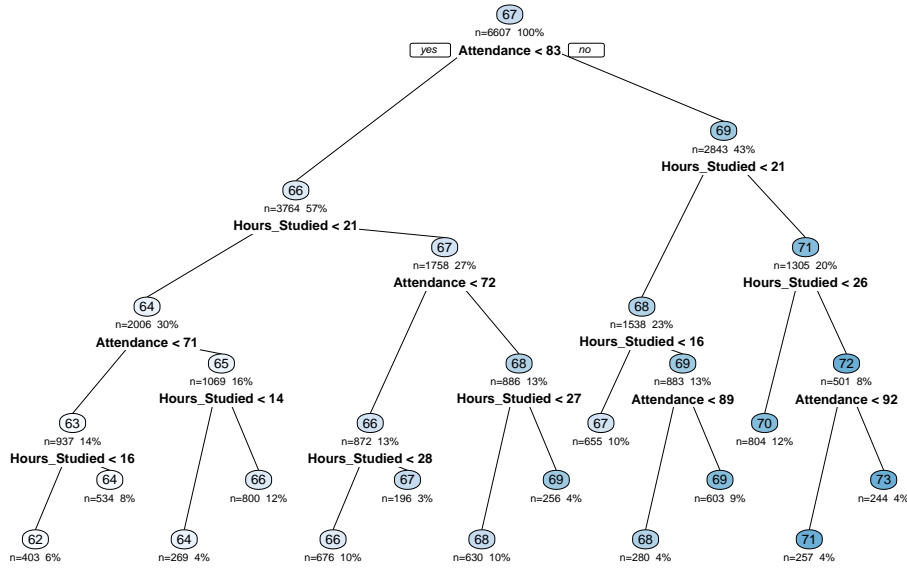 67
n=6607 100%
yes Attendance < 83 no
69
n=2843 43%
Hours_Studied < 21
66
n=3764 57%
Hours_Studied < 21
67
n=1758 27%
Attendance < 72
71
n=1305 20%
Hours_Studied < 26
64
n=2006 30%
Attendance < 71
68
n=1538 23%
Hours_Studied < 16
65
n=1069 16%
Hours_Studied < 14
68
n=886 13%
Hours_Studied < 27
69
n=883 13%
Attendance < 89
72
n=501 8%
Attendance < 92
63
n=937 14%
Hours_Studied < 16
66
n=872 13%
Hours_Studied < 28
67
n=655 10%
70
n=804 12%
64
n=534 8%
66
n=800 12%
67
n=196 3%
69
n=256 4%
69
n=603 9%
73
n=244 4%
62
n=403 6%
64
n=269 4%
66
n=676 10%
68
n=630 10%
68
n=280 4%
71
n=257 4%